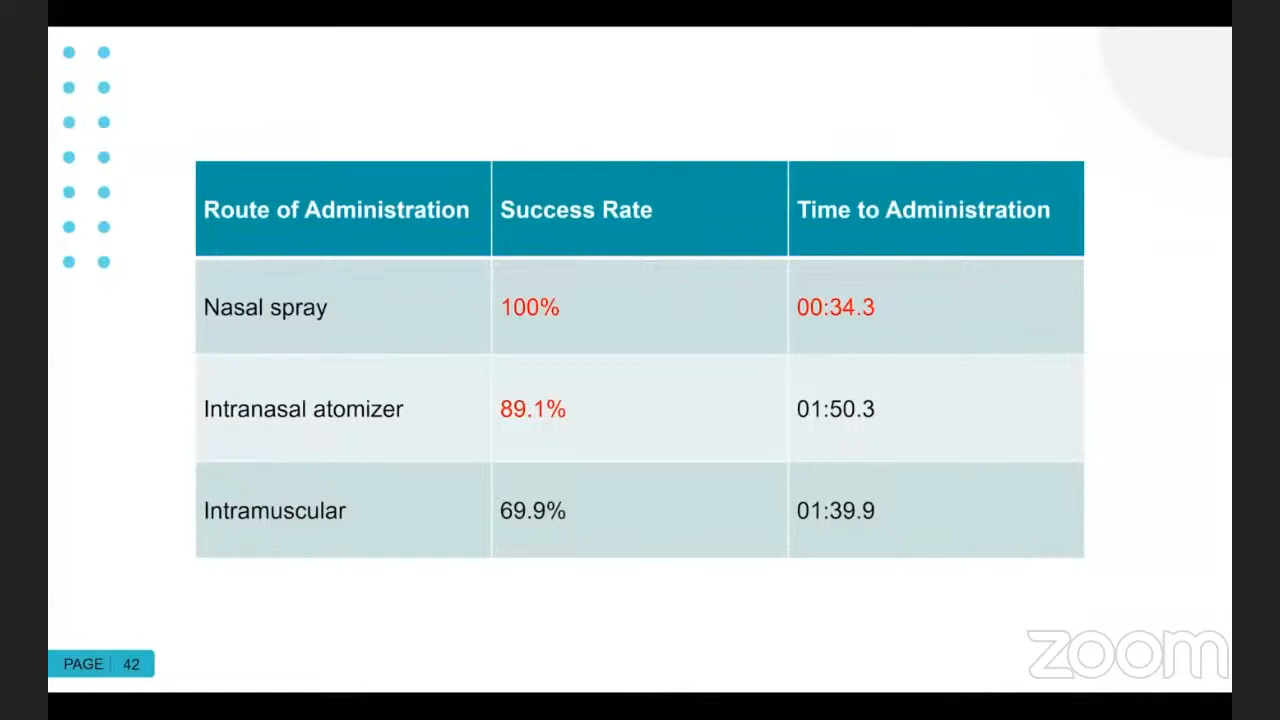 Route of Administration Success Rate Time to Administration
Nasal spray 100% 00:34.3
Intranasal atomizer 89.1% 01:50.3
Intramuscular 69.9% 01:39.9
PAGE 42
zoom